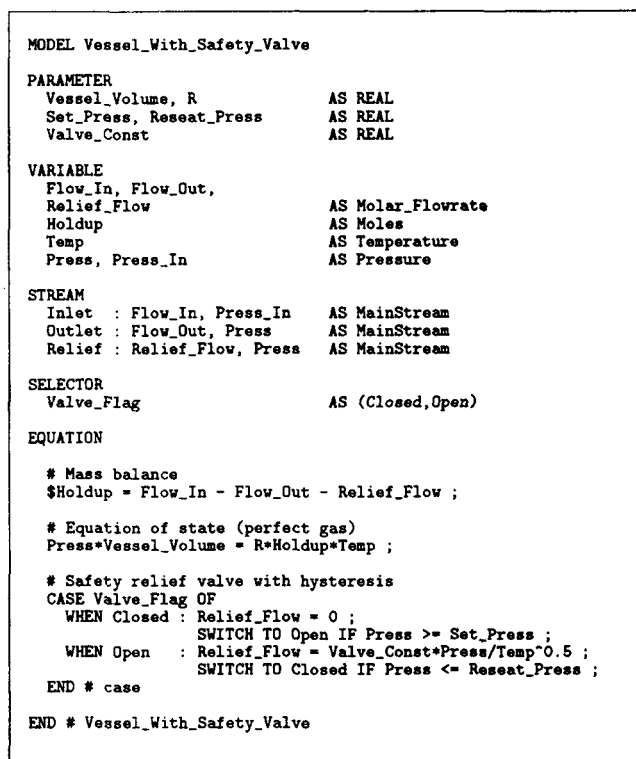 MODEL Vessel_With_Safety_Valve
PARAMETER
Vessel_Volume, R AS REAL
Set_Press, Reseat_Press AS REAL
Valve_Const AS REAL
VARIABLE
Flow_In, Flow_Out,
Relief_Flow AS Molar_Flowrate
Holdup AS Moles
Temp AS Temperature
Press, Press_In AS Pressure
STREAM
Inlet : Flow_In, Press_In AS MainStream
Outlet : Flow_Out, Press AS MainStream
Relief : Relief_Flow, Press AS MainStream
SELECTOR
Valve_Flag AS (Closed,Open)
EQUATION
# Mass balance
$Holdup = Flow_In - Flow_Out - Relief_Flow ;
# Equation of state (perfect gas)
Press*Vessel_Volume = R*Holdup*Temp ;
# Safety relief valve with hysteresis
CASE Valve_Flag OF
WHEN Closed : Relief_Flow = 0 ;
SWITCH TO Open IF Press >= Set_Press ;
WHEN Open : Relief_Flow = Valve_Const*Press/Temp^0.5 ;
SWITCH TO Closed IF Press <= Reseat_Press ;
END # case
END # Vessel_With_Safety_Valve